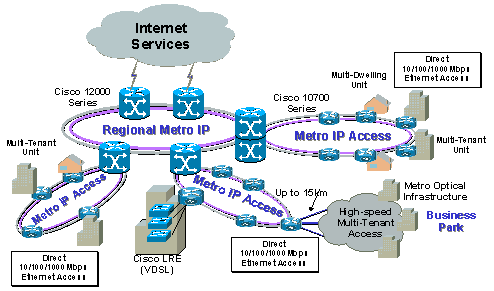 Internet
Services
Direct
10/100/1000 Mbps
Ethernet Access
Multi-Dwelling
Unit
Cisco 12000
Series
Cisco 10700
Series
Regional Metro IP
Metro IP Access
Multi-Tenant
Unit
Multi-Tenant
Unit
Metro IP Access
Metro IP Access
Up to 15km
Metro Optical
Infrastructure
High-speed
Multi-Tenant
Access
Business
Park
Direct
10/100/1000 Mbps
Ethernet Access
Cisco LRE
(VDSL)
Direct
10/100/1000 Mbps
Ethernet Access